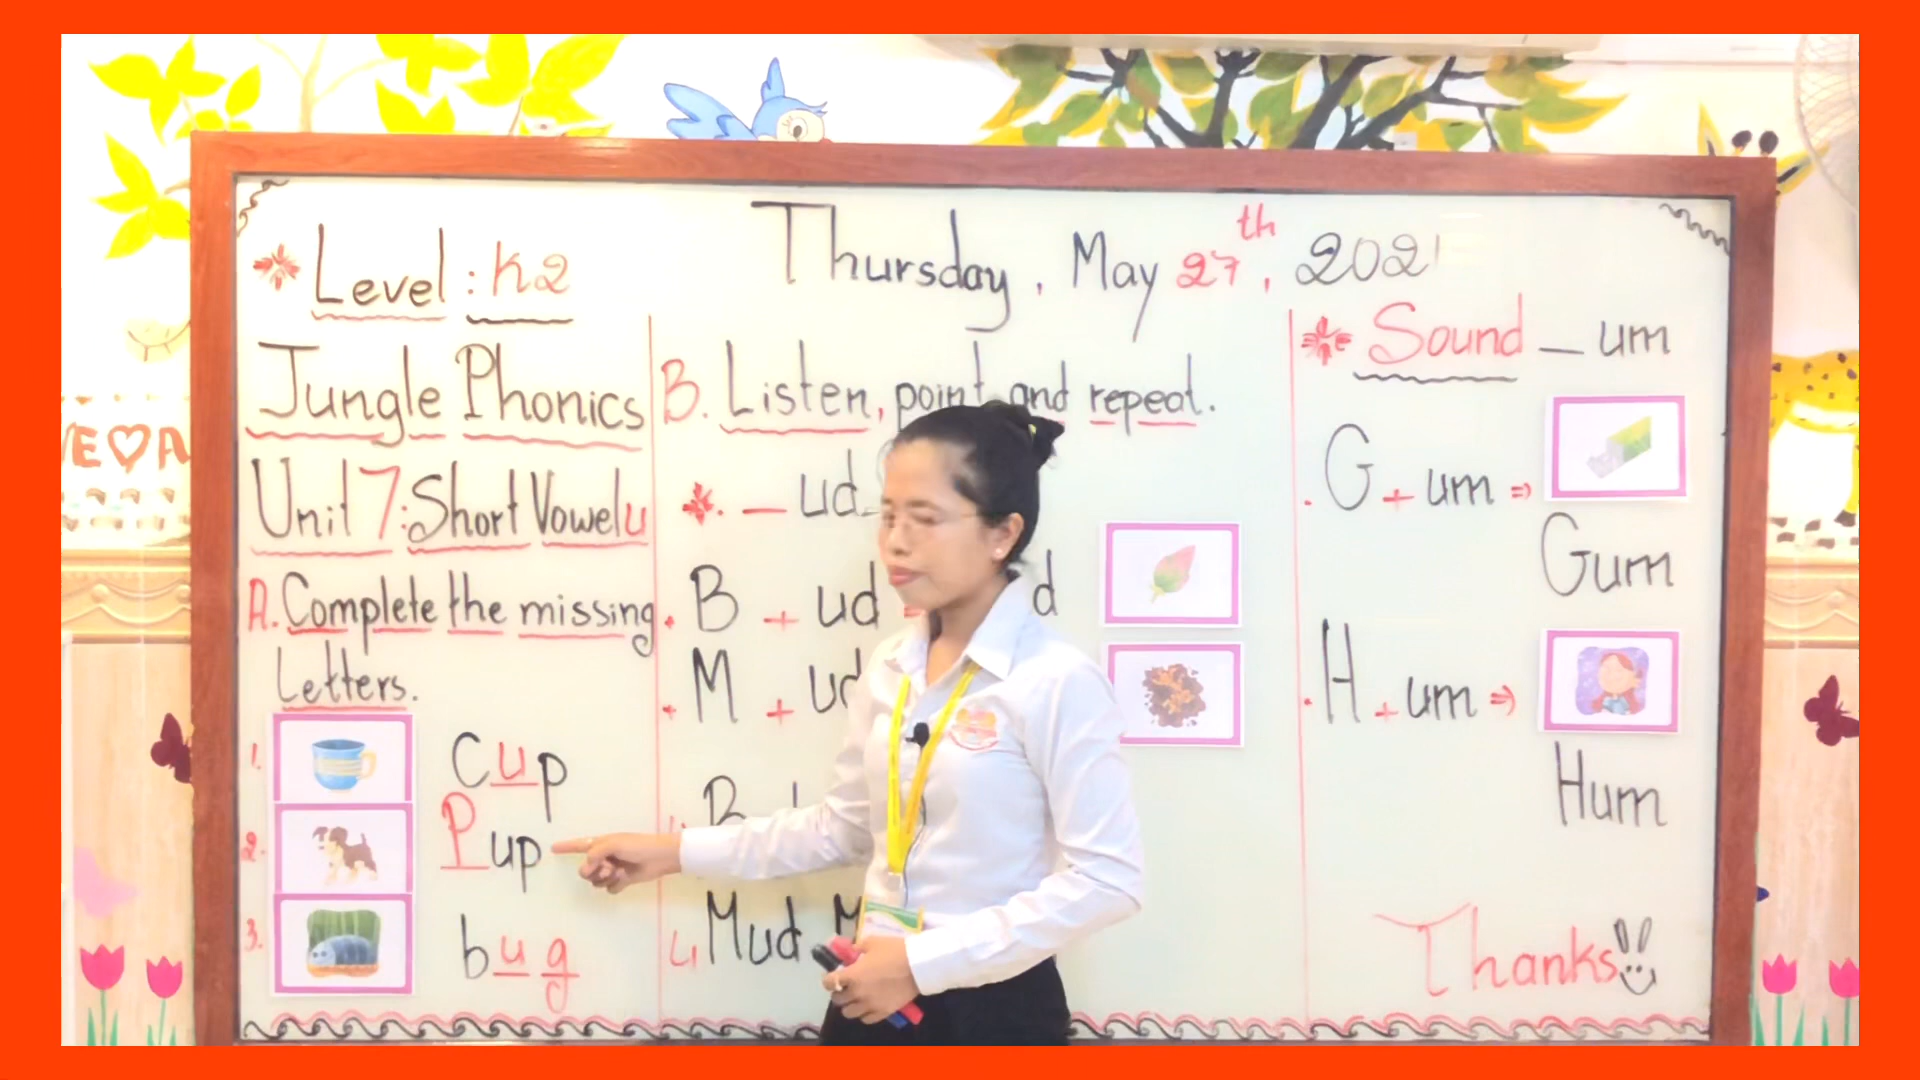 Thursday, May 27th, 2021
Level: K2
Jungle Phonics
Unit 7: Short Vowel u
A. Complete the missing
Letters.
1. Cup
2. Pup
3. bug
B. Listen, point and repeat.
_ ud
B + ud
M + ud
Mud
Sound _ um
G + um ⇒
Gum
H + um ⇒
Hum
Thanks!!